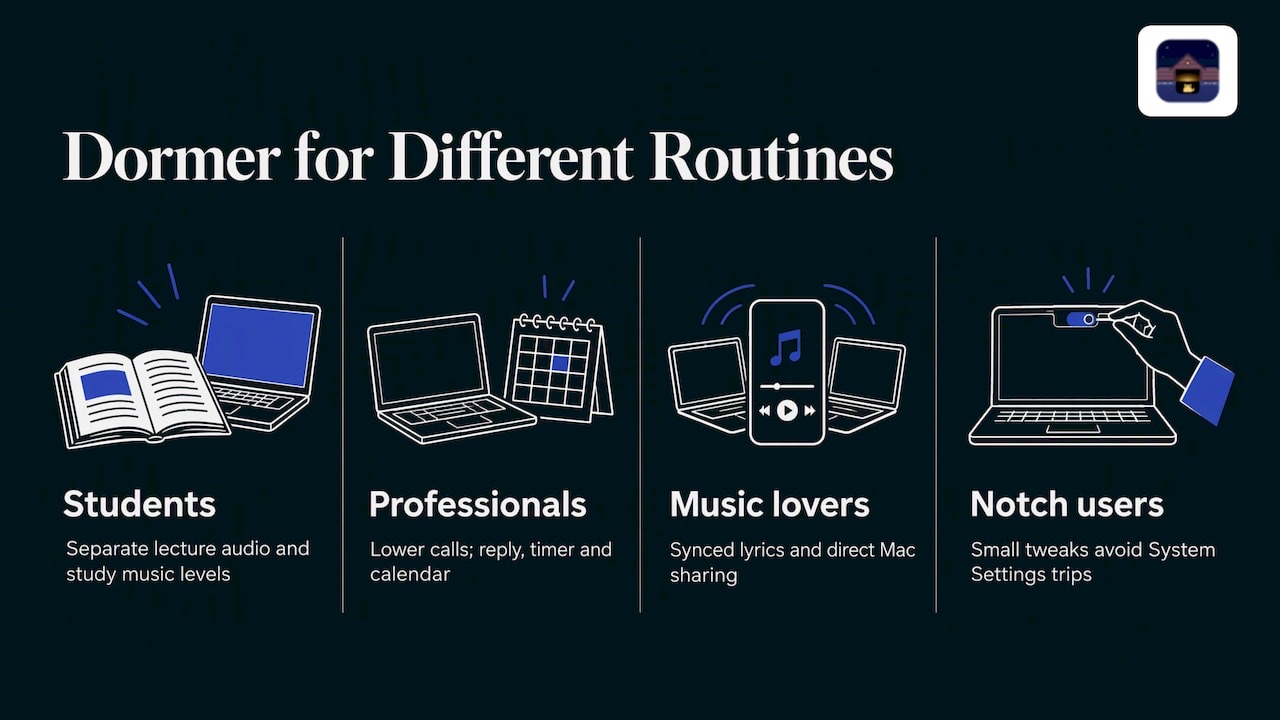 Dormer for Different Routines
Students
Separate lecture audio and
study music levels
Professionals
Lower calls; reply, timer and
calendar
Music lovers
Synced lyrics and direct Mac
sharing
Notch users
Small tweaks avoid System
Settings trips